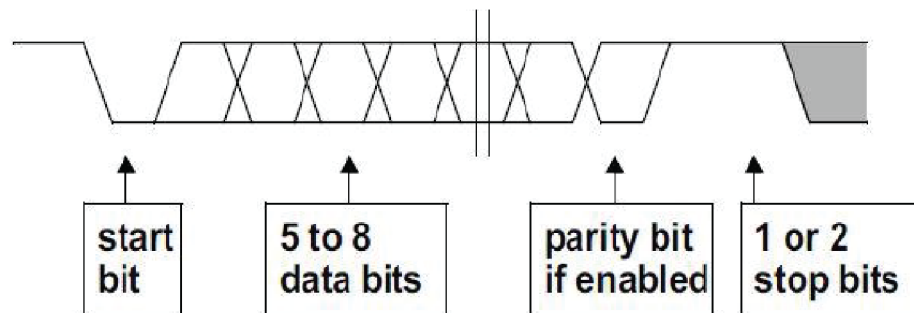 start
bit
5 to 8
data bits
parity bit
if enabled
1 or 2
stop bits